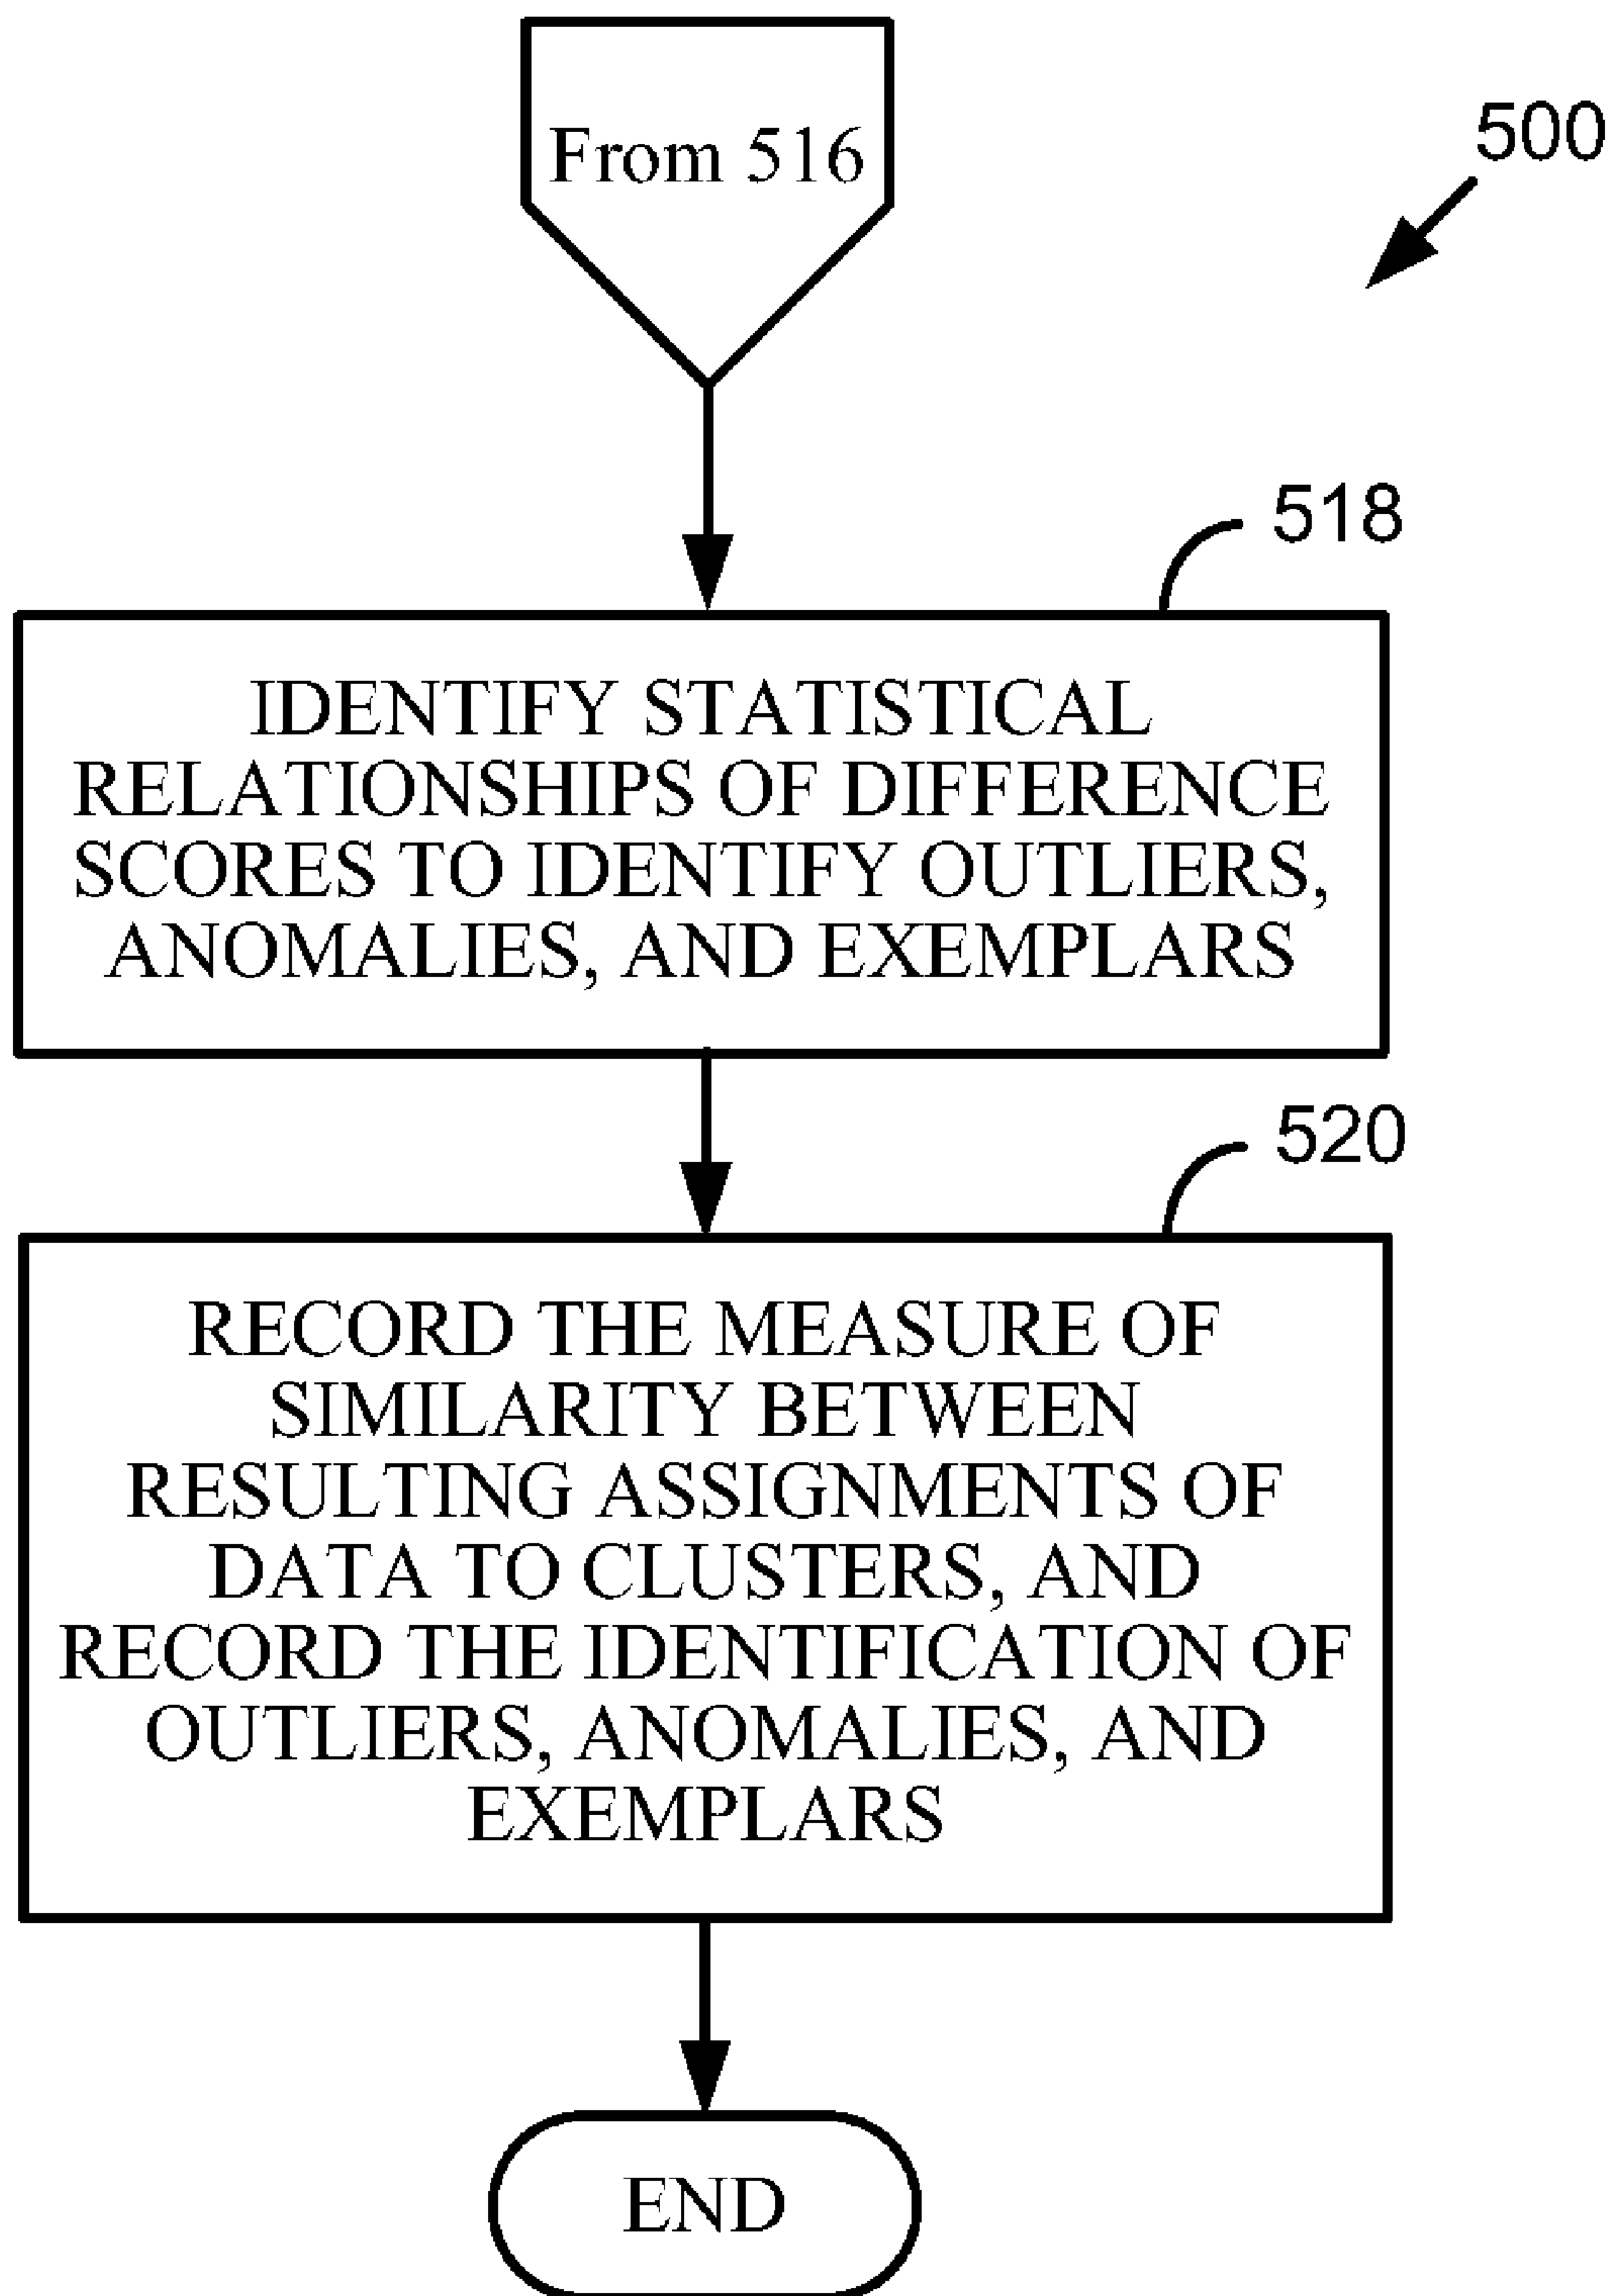 From 516
500
518
IDENTIFY STATISTICAL
RELATIONSHIPS OF DIFFERENCE
SCORES TO IDENTIFY OUTLIERS,
ANOMALIES, AND EXEMPLARS
520
RECORD THE MEASURE OF
SIMILARITY BETWEEN
RESULTING ASSIGNMENTS OF
DATA TO CLUSTERS, AND
RECORD THE IDENTIFICATION OF
OUTLIERS, ANOMALIES, AND
EXEMPLARS
END